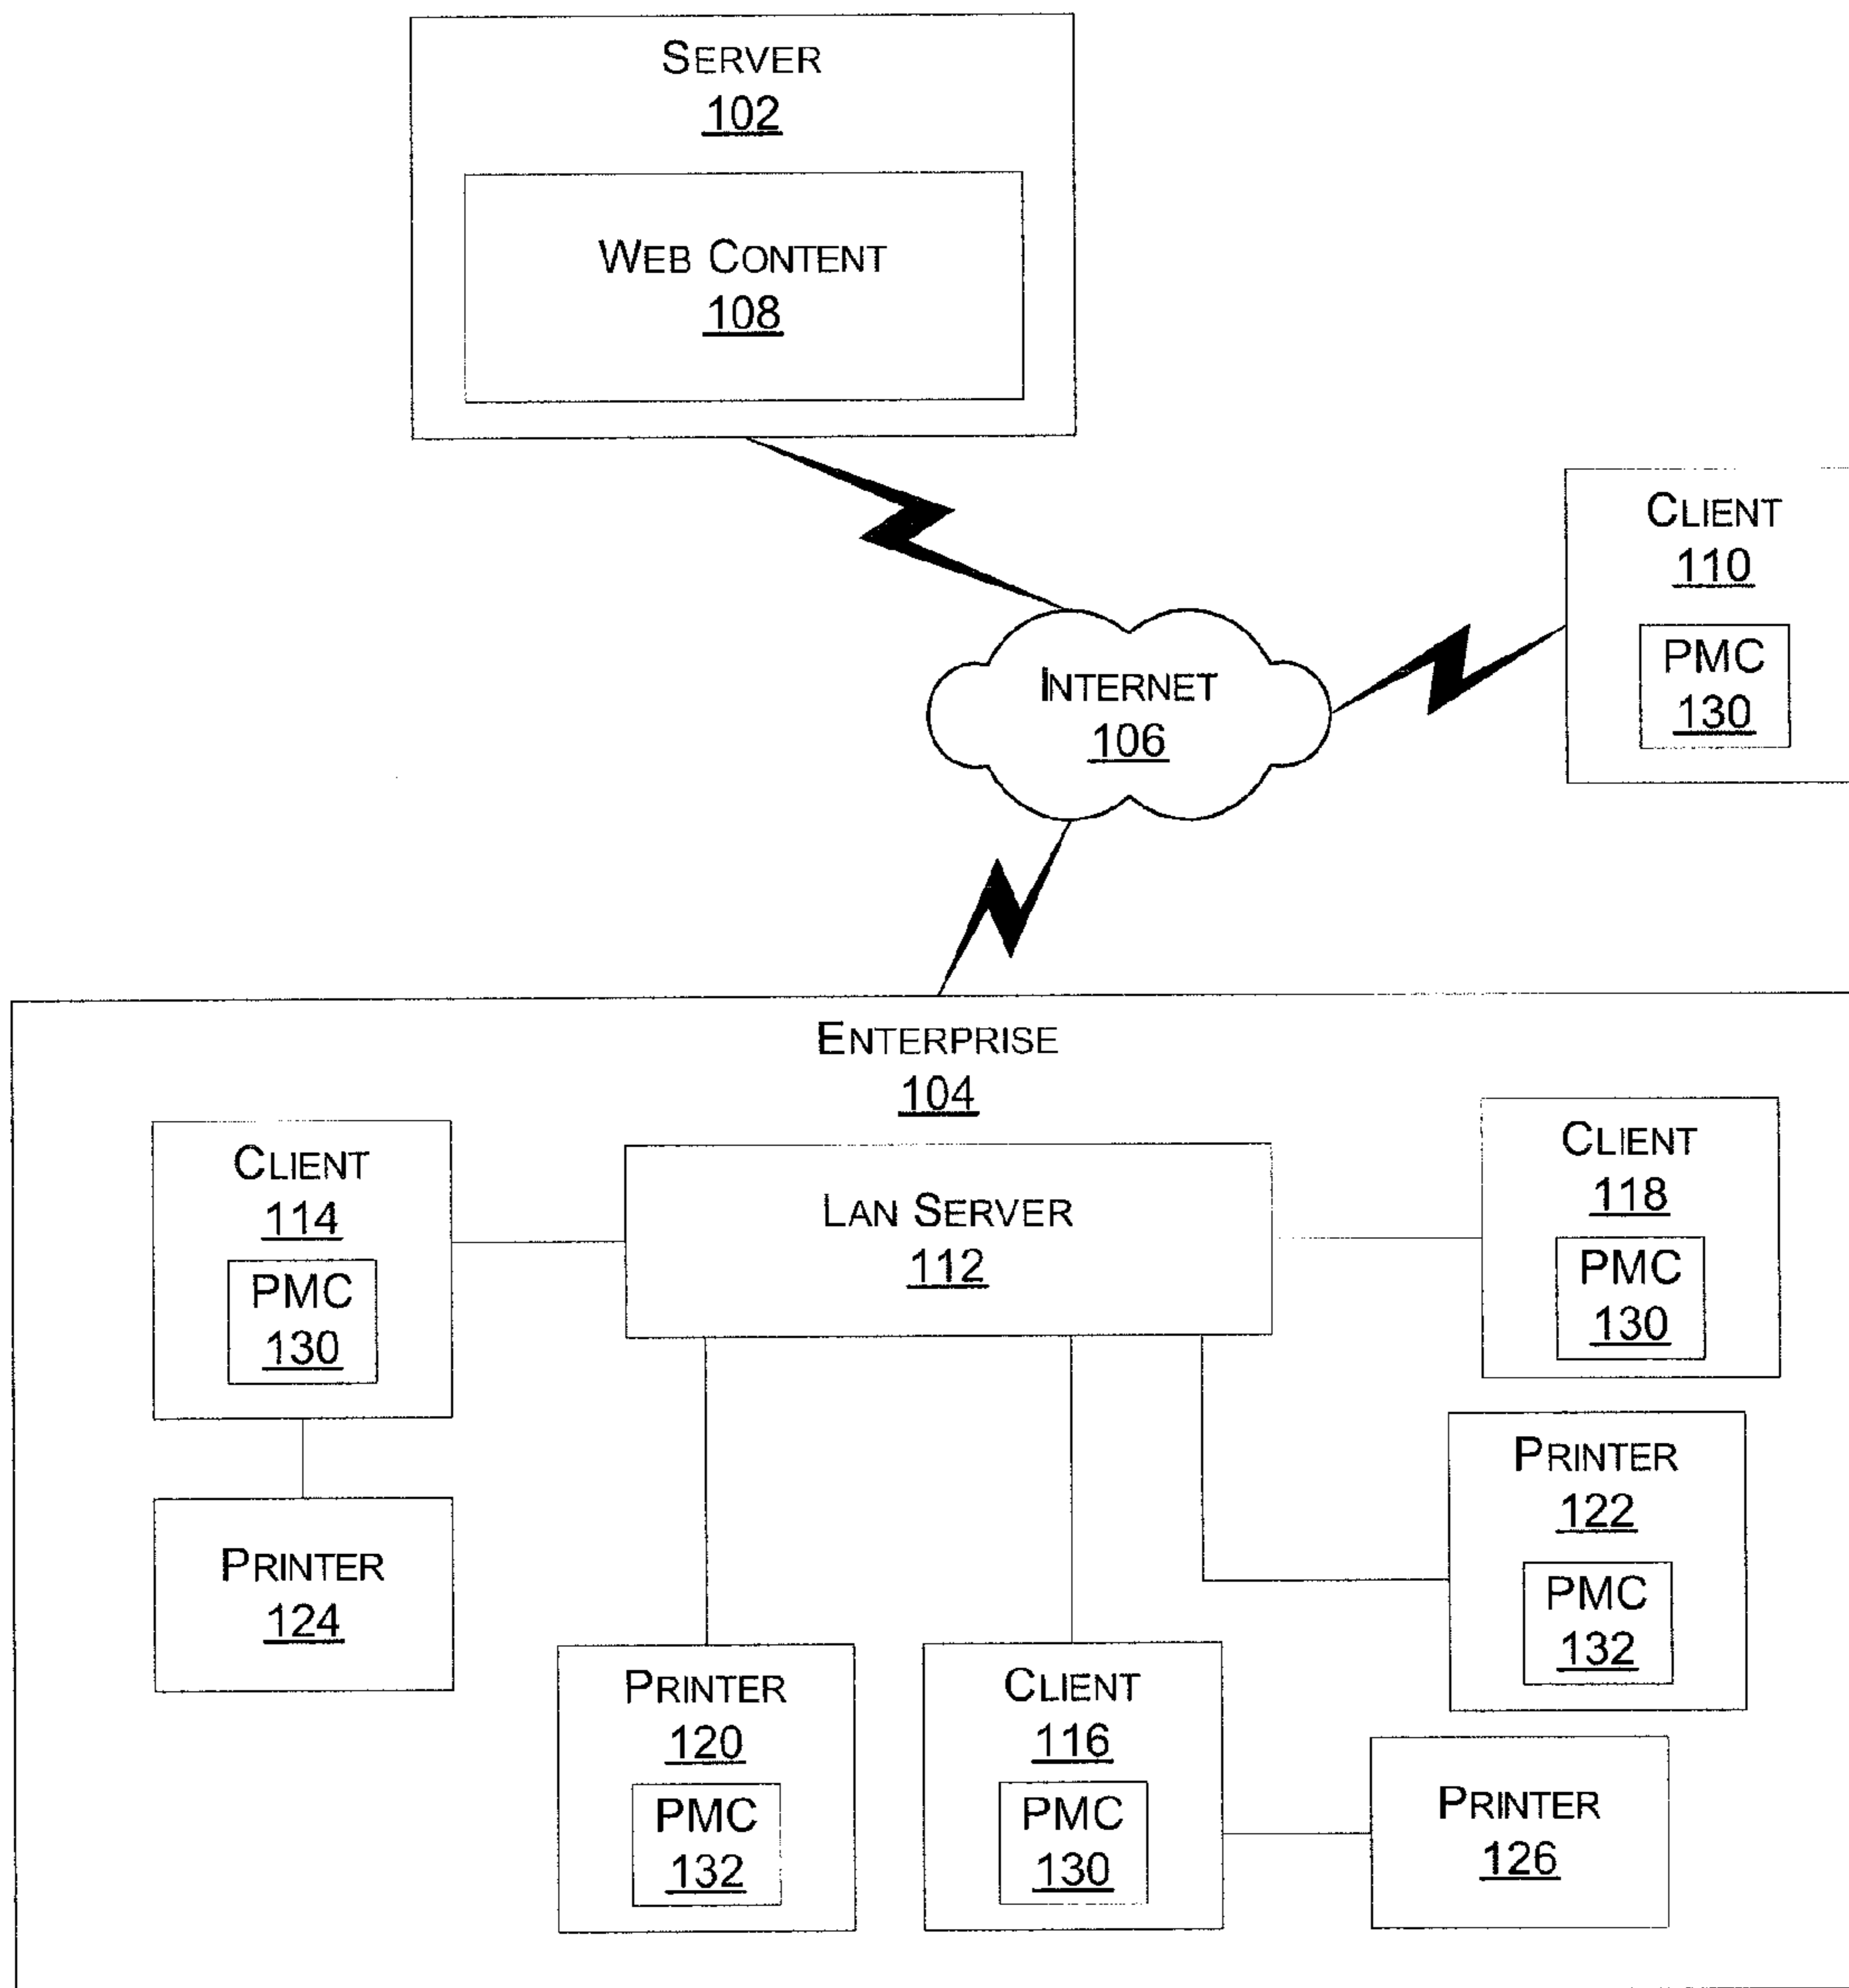 SERVER
102
WEB CONTENT
108
CLIENT
110
PMC
130
INTERNET
106
ENTERPRISE
104
CLIENT
114
PMC
130
LAN SERVER
112
CLIENT
118
PMC
130
PRINTER
122
PMC
132
PRINTER
124
PRINTER
120
PMC
132
CLIENT
116
PMC
130
PRINTER
126